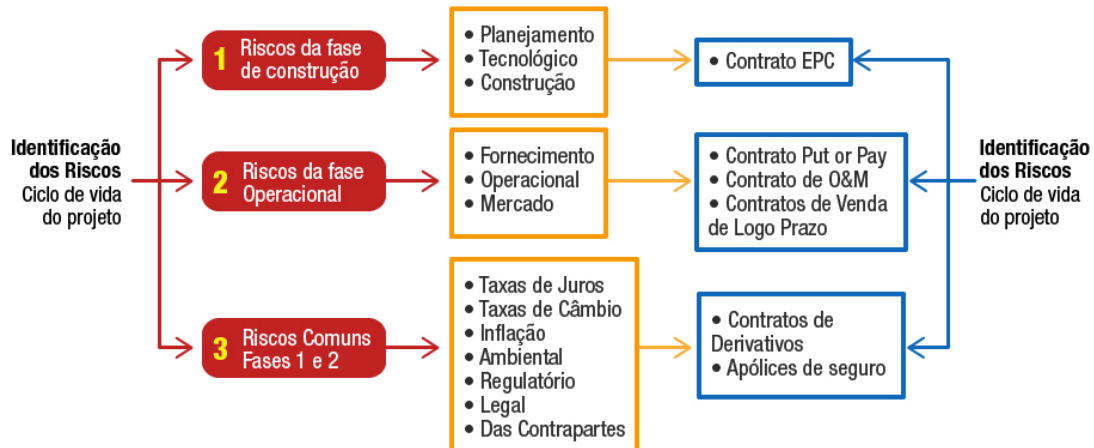 Identificação
dos Riscos
Ciclo de vida
do projeto
1 Riscos da fase
de construção
• Planejamento
• Tecnológico
• Construção
• Contrato EPC
2 Riscos da fase
Operacional
• Fornecimento
• Operacional
• Mercado
• Contrato Put or Pay
• Contrato de O&M
• Contratos de Venda
de Logo Prazo
3 Riscos Comuns
Fases 1 e 2
• Taxas de Juros
• Taxas de Câmbio
• Inflação
• Ambiental
• Regulatório
• Legal
• Das Contrapartes
• Contratos de
Derivativos
• Apólices de seguro
Identificação
dos Riscos
Ciclo de vida
do projeto